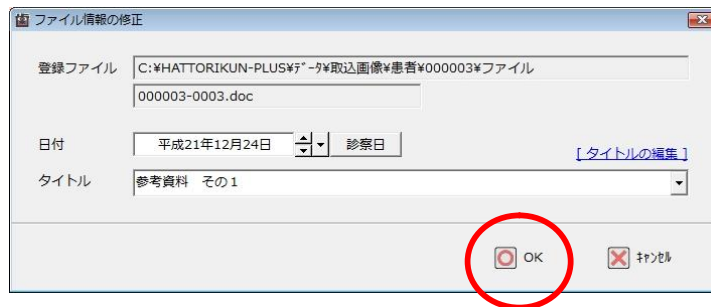 ファイル情報の修正
登録ファイル C:¥HATTORIKUN-PLUS¥ﾃﾞｰﾀ¥取込画像¥患者¥000003¥ファイル
000003-0003.doc
日付 平成21年12月24日 診察日
[ タイトルの編集 ]
タイトル 参考資料 その１
OK ｷｬﾝｾﾙ